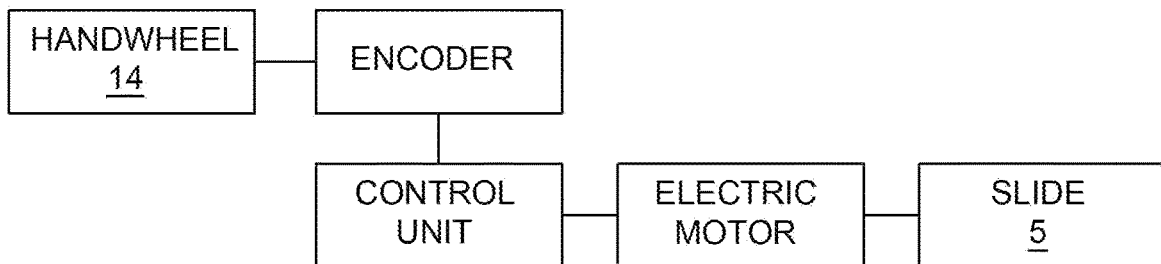 HANDWHEEL
14
ENCODER
CONTROL
UNIT
ELECTRIC
MOTOR
SLIDE
5